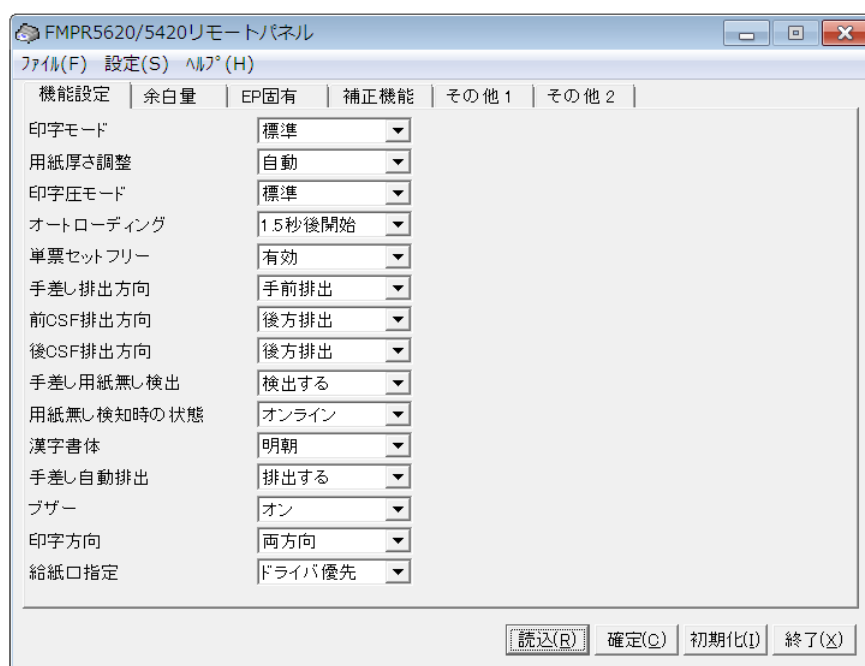 FMPR5620/5420リモートパネル
ﾌｧｲﾙ(F) 設定(S) ﾍﾙﾌﾟ(H)
機能設定 余白量 EP固有 補正機能 その他1 その他2
印字モード 標準
用紙厚さ調整 自動
印字圧モード 標準
オートローディング 1.5秒後開始
単票セットフリー 有効
手差し排出方向 手前排出
前CSF排出方向 後方排出
後CSF排出方向 後方排出
手差し用紙無し検出 検出する
用紙無し検知時の状態 オンライン
漢字書体 明朝
手差し自動排出 排出する
ブザー オン
印字方向 両方向
給紙口指定 ドライバ優先
読込(R) 確定(C) 初期化(I) 終了(X)